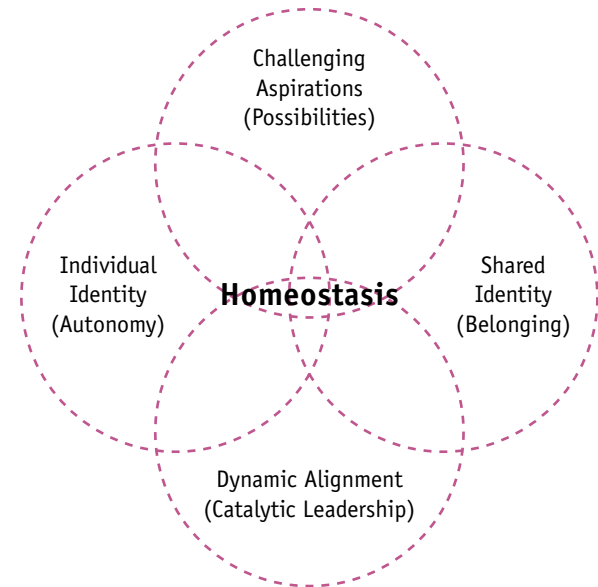 Challenging
Aspirations
(Possibilities)
Individual
Identity
(Autonomy)
Homeostasis
Shared
Identity
(Belonging)
Dynamic Alignment
(Catalytic Leadership)